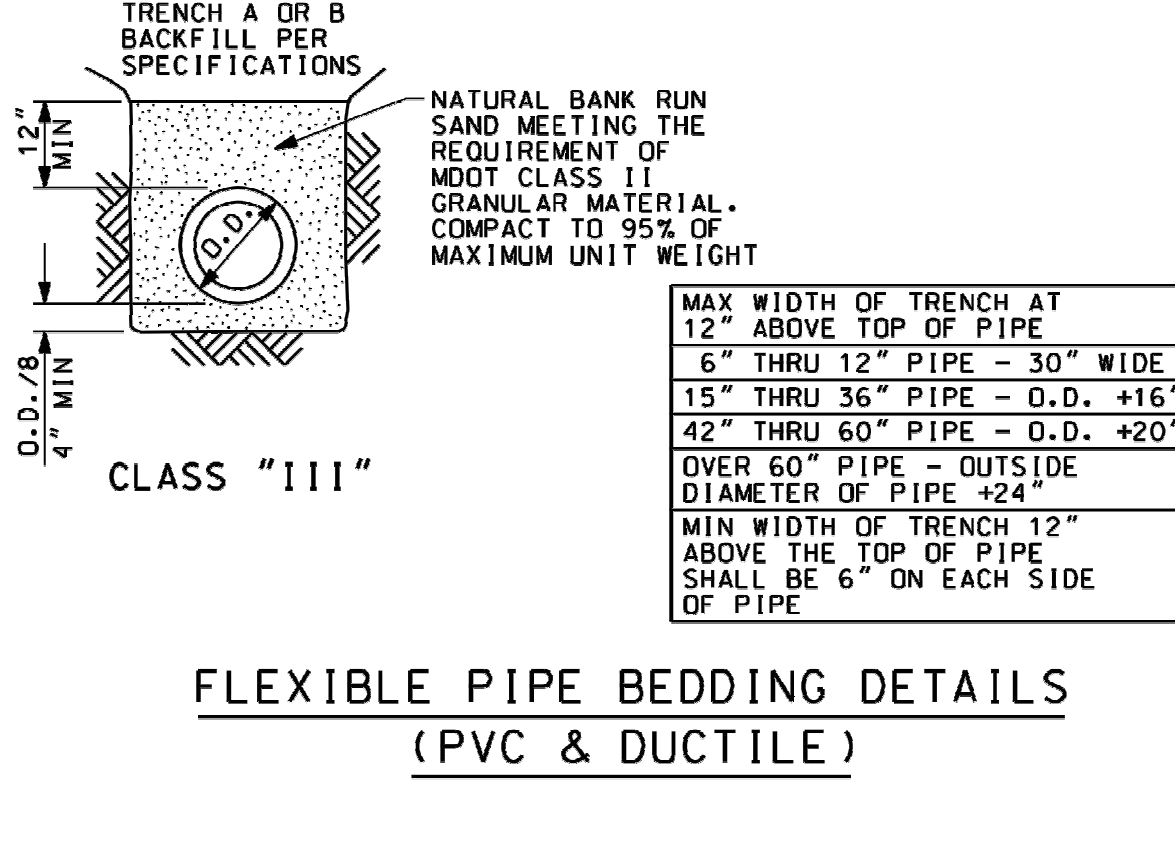 TRENCH A OR B
BACKFILL PER
SPECIFICATIONS
12"
MIN
NATURAL BANK RUN
SAND MEETING THE
REQUIREMENT OF
MDOT CLASS II
GRANULAR MATERIAL.
COMPACT TO 95% OF
MAXIMUM UNIT WEIGHT
O.D.
O.D./8
4" MIN
CLASS "III"
MAX WIDTH OF TRENCH AT
12" ABOVE TOP OF PIPE
6" THRU 12" PIPE - 30" WIDE
15" THRU 36" PIPE - O.D. +16"
42" THRU 60" PIPE - O.D. +20"
OVER 60" PIPE - OUTSIDE
DIAMETER OF PIPE +24"
MIN WIDTH OF TRENCH 12"
ABOVE THE TOP OF PIPE
SHALL BE 6" ON EACH SIDE
OF PIPE
FLEXIBLE PIPE BEDDING DETAILS
(PVC & DUCTILE)